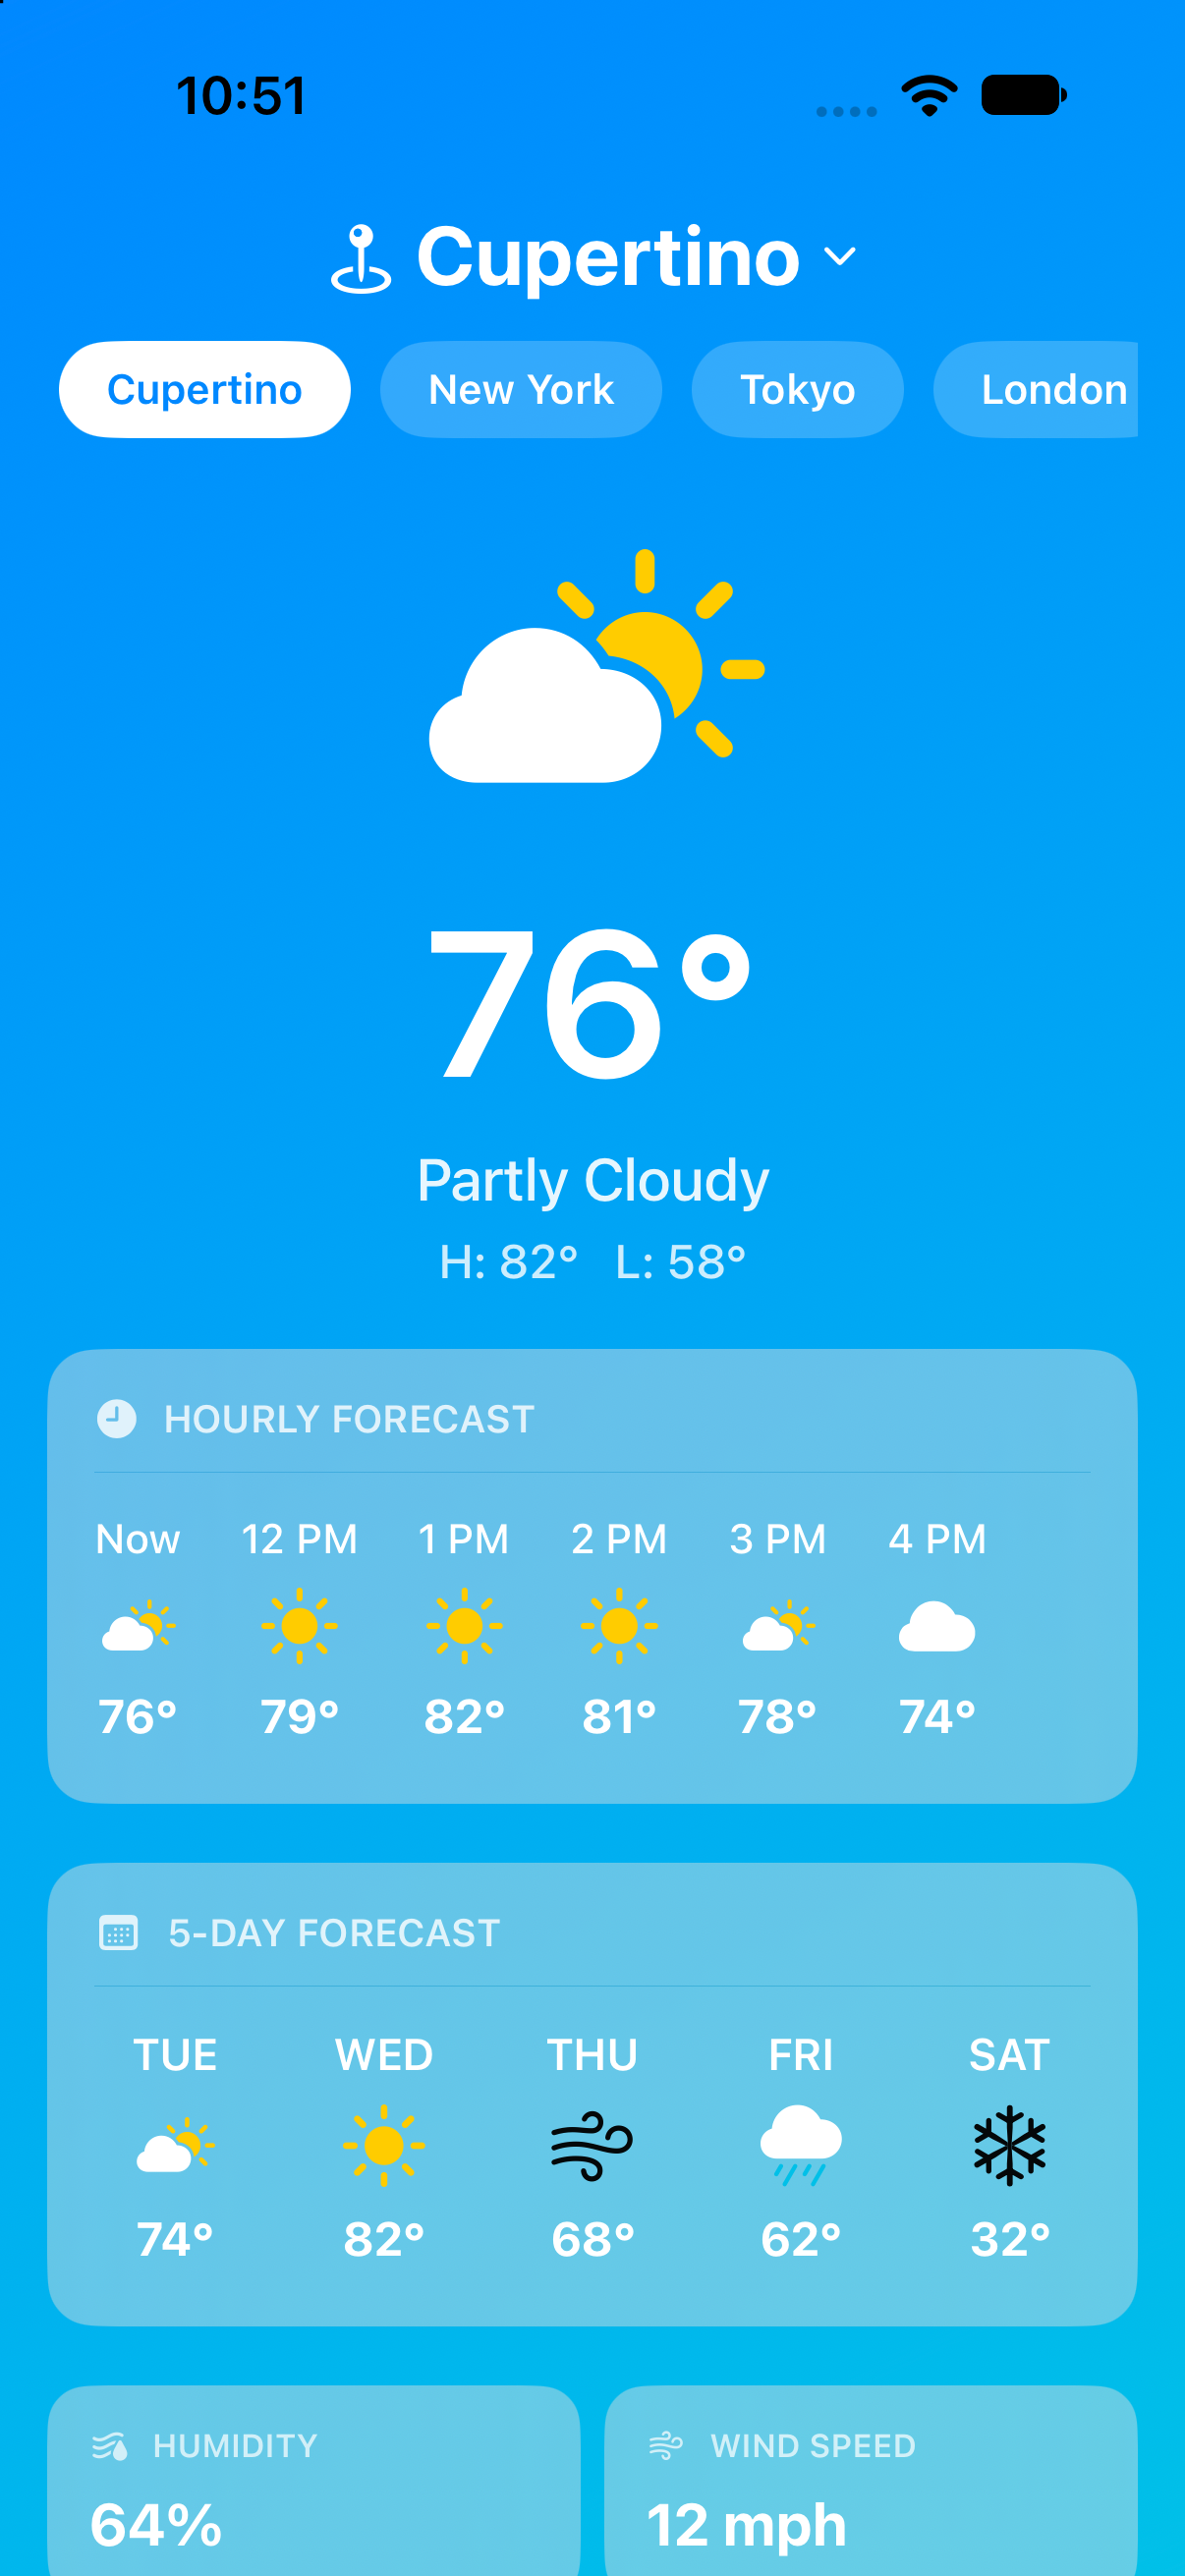 10:51
Cupertino
Cupertino New York Tokyo London
76°
Partly Cloudy
H: 82° L: 58°
HOURLY FORECAST
Now 12 PM 1 PM 2 PM 3 PM 4 PM
76° 79° 82° 81° 78° 74°
5-DAY FORECAST
TUE WED THU FRI SAT
74° 82° 68° 62° 32°
HUMIDITY WIND SPEED
64% 12 mph